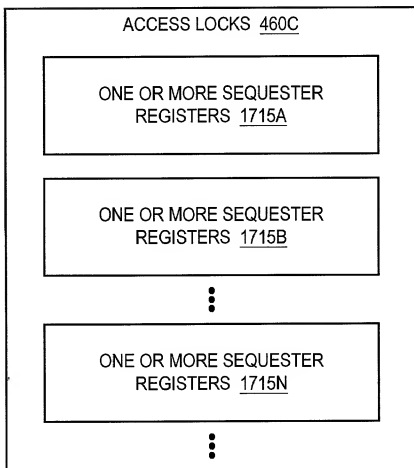 ACCESS LOCKS 460C
ONE OR MORE SEQUESTER
REGISTERS 1715A
ONE OR MORE SEQUESTER
REGISTERS 1715B
ONE OR MORE SEQUESTER
REGISTERS 1715N